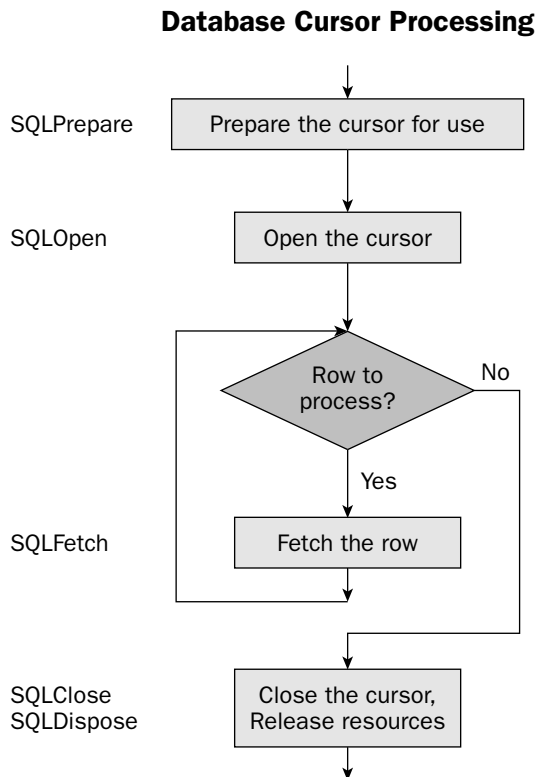 Database Cursor Processing
SQLPrepare
Prepare the cursor for use
SQLOpen
Open the cursor
Row to
process?
No
Yes
SQLFetch
Fetch the row
SQLClose
SQLDispose
Close the cursor,
Release resources